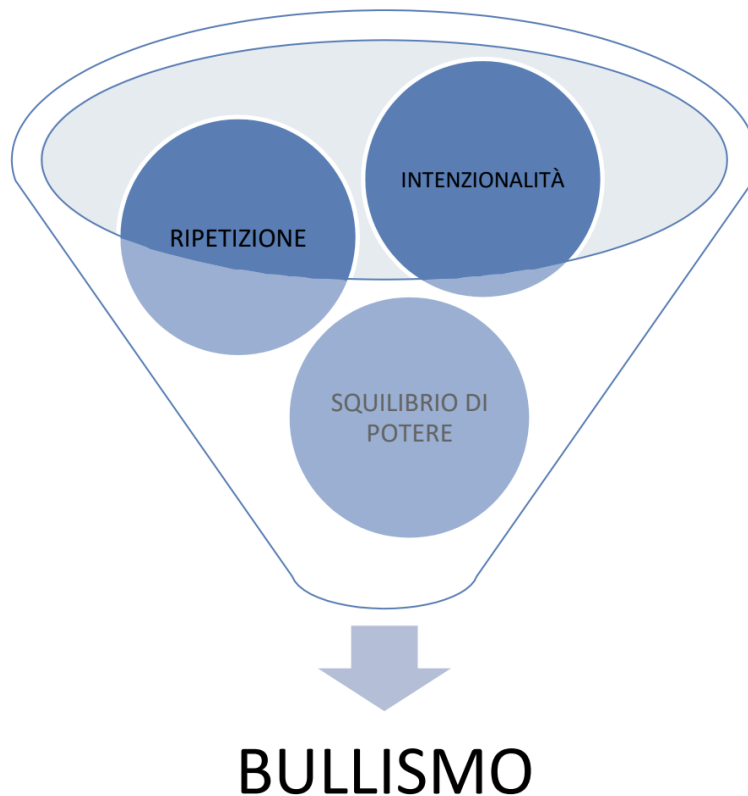 INTENZIONALITÀ
RIPETIZIONE
SQUILIBRIO DI
POTERE
BULLISMO